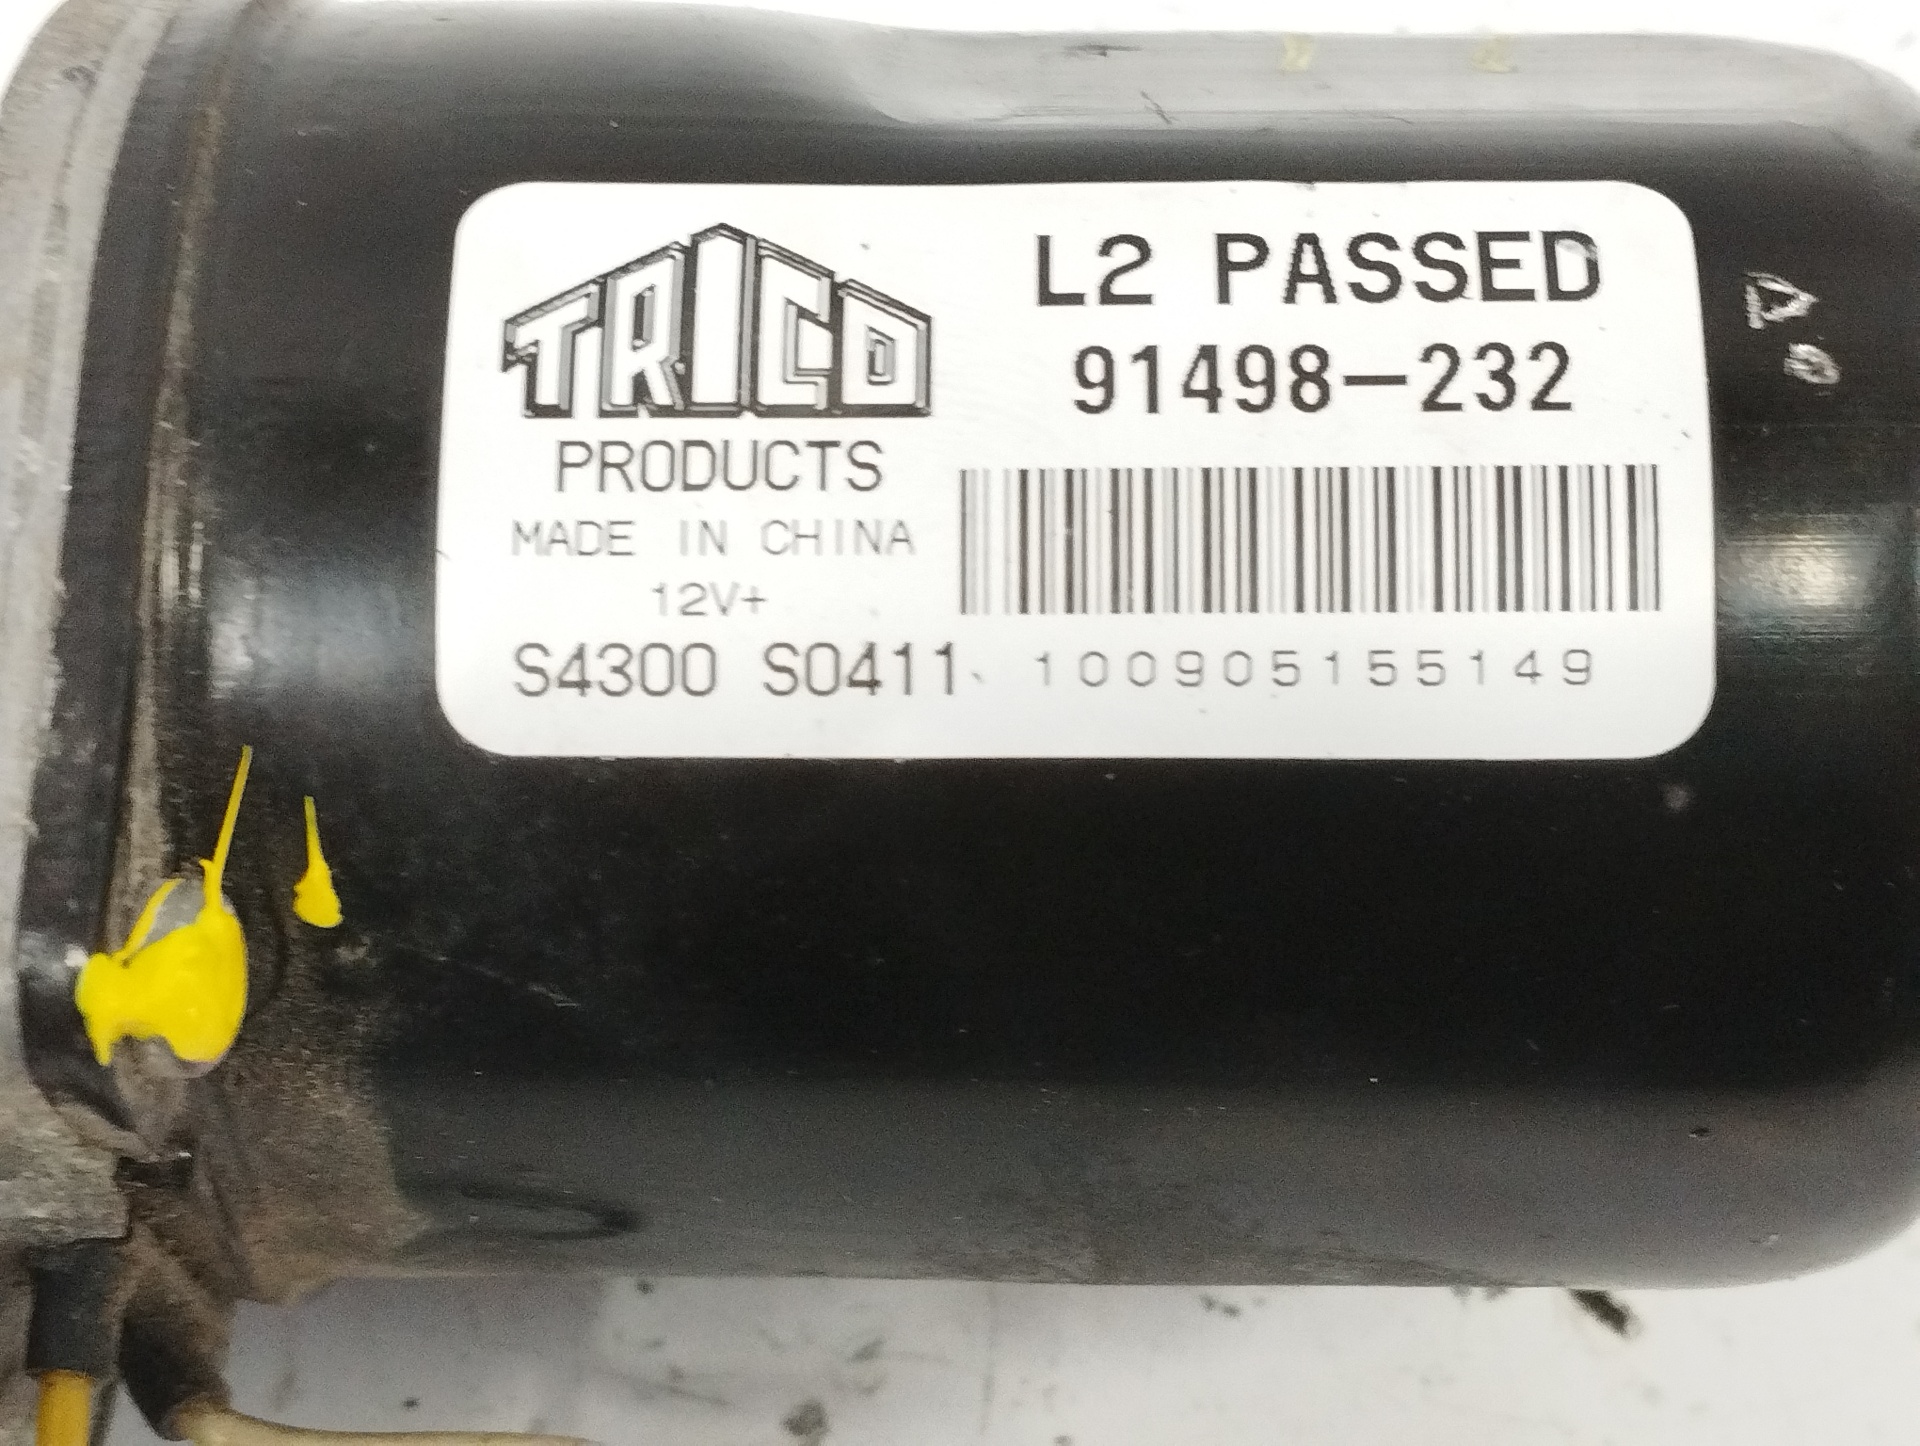 TRICO
PRODUCTS
MADE IN CHINA
12V+
S4300 S0411
L2 PASSED
91498-232
100905155149